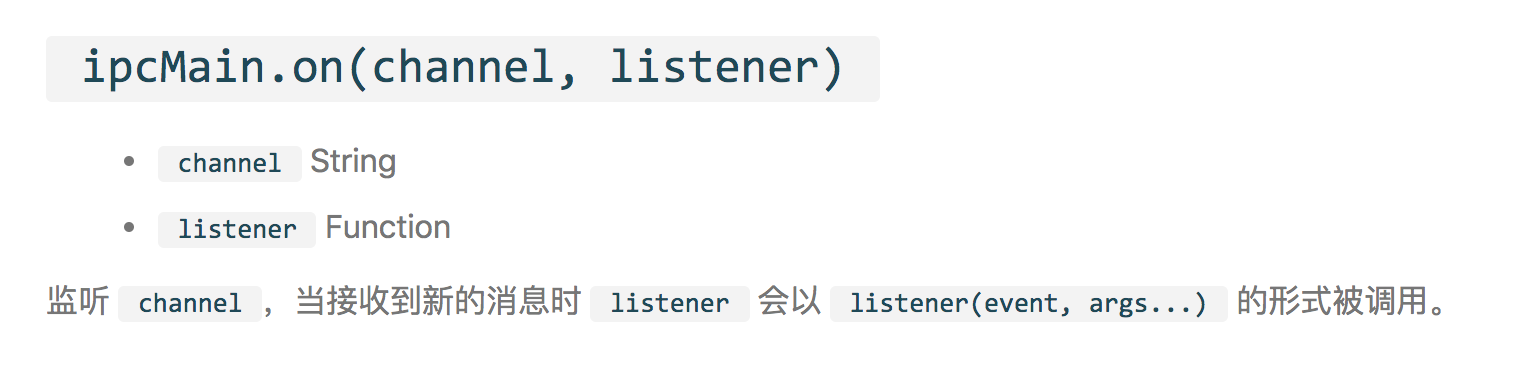 ipcMain.on(channel, listener)
channel String
listener Function
监听 channel，当接收到新的消息时 listener 会以 listener(event, args...) 的形式被调用。